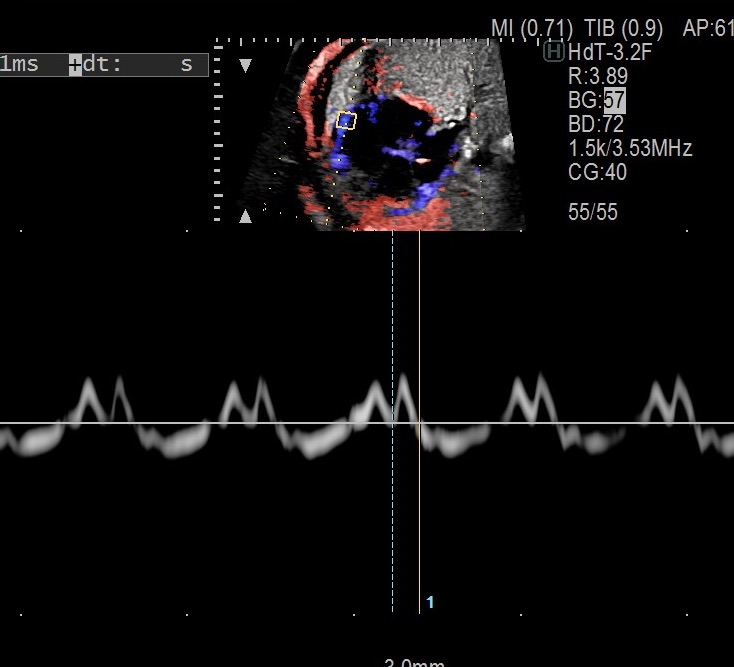 MI (0.71) TIB (0.9) AP:61
1ms +dt: s
H HdT-3.2F
R:3.89
BG:57
BD:72
1.5k/3.53MHz
CG:40
55/55
1